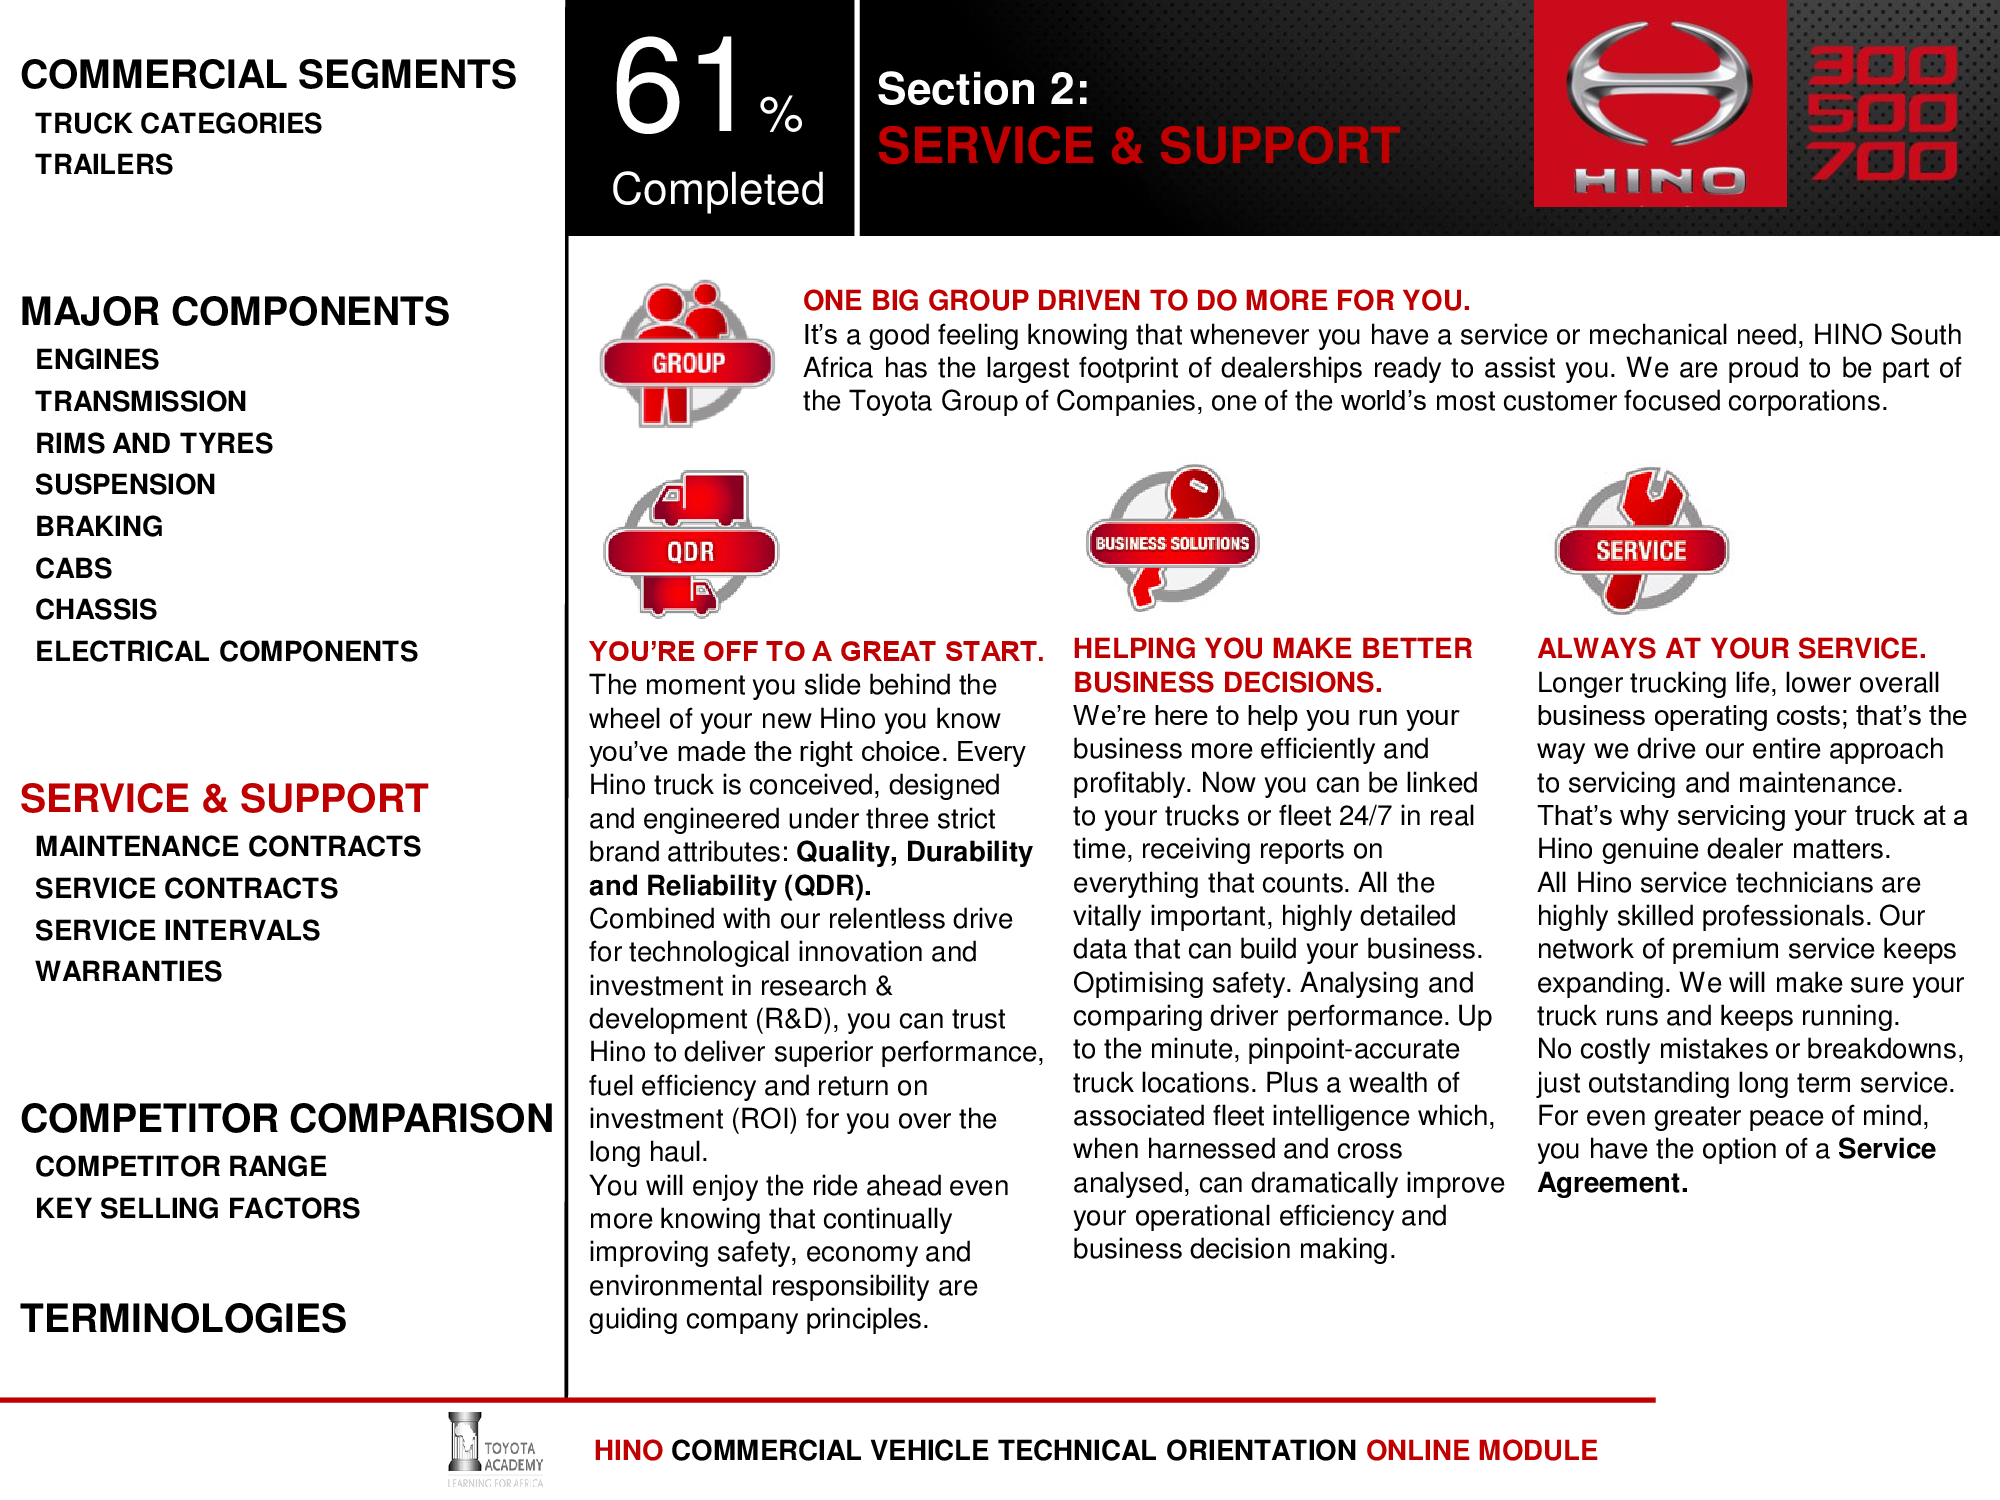 COMMERCIAL SEGMENTS
TRUCK CATEGORIES
TRAILERS
MAJOR COMPONENTS
ENGINES
TRANSMISSION
RIMS AND TYRES
SUSPENSION
BRAKING
CABS
CHASSIS
ELECTRICAL COMPONENTS
SERVICE & SUPPORT
MAINTENANCE CONTRACTS
SERVICE CONTRACTS
SERVICE INTERVALS
WARRANTIES
COMPETITOR COMPARISON
COMPETITOR RANGE
KEY SELLING FACTORS
TERMINOLOGIES
61 %
Completed
Section 2:
SERVICE & SUPPORT
HINO
300
500
700
GROUP
ONE BIG GROUP DRIVEN TO DO MORE FOR YOU.
It’s a good feeling knowing that whenever you have a service or mechanical need, HINO South
Africa has the largest footprint of dealerships ready to assist you. We are proud to be part of
the Toyota Group of Companies, one of the world’s most customer focused corporations.
QDR
YOU’RE OFF TO A GREAT START.
The moment you slide behind the
wheel of your new Hino you know
you’ve made the right choice. Every
Hino truck is conceived, designed
and engineered under three strict
brand attributes: Quality, Durability
and Reliability (QDR).
Combined with our relentless drive
for technological innovation and
investment in research &
development (R&D), you can trust
Hino to deliver superior performance,
fuel efficiency and return on
investment (ROI) for you over the
long haul.
You will enjoy the ride ahead even
more knowing that continually
improving safety, economy and
environmental responsibility are
guiding company principles.
BUSINESS SOLUTIONS
HELPING YOU MAKE BETTER
BUSINESS DECISIONS.
We’re here to help you run your
business more efficiently and
profitably. Now you can be linked
to your trucks or fleet 24/7 in real
time, receiving reports on
everything that counts. All the
vitally important, highly detailed
data that can build your business.
Optimising safety. Analysing and
comparing driver performance. Up
to the minute, pinpoint-accurate
truck locations. Plus a wealth of
associated fleet intelligence which,
when harnessed and cross
analysed, can dramatically improve
your operational efficiency and
business decision making.
SERVICE
ALWAYS AT YOUR SERVICE.
Longer trucking life, lower overall
business operating costs; that’s the
way we drive our entire approach
to servicing and maintenance.
That’s why servicing your truck at a
Hino genuine dealer matters.
All Hino service technicians are
highly skilled professionals. Our
network of premium service keeps
expanding. We will make sure your
truck runs and keeps running.
No costly mistakes or breakdowns,
just outstanding long term service.
For even greater peace of mind,
you have the option of a Service
Agreement.
TOYOTA
ACADEMY
LEARNING FOR AFRICA
HINO COMMERCIAL VEHICLE TECHNICAL ORIENTATION ONLINE MODULE